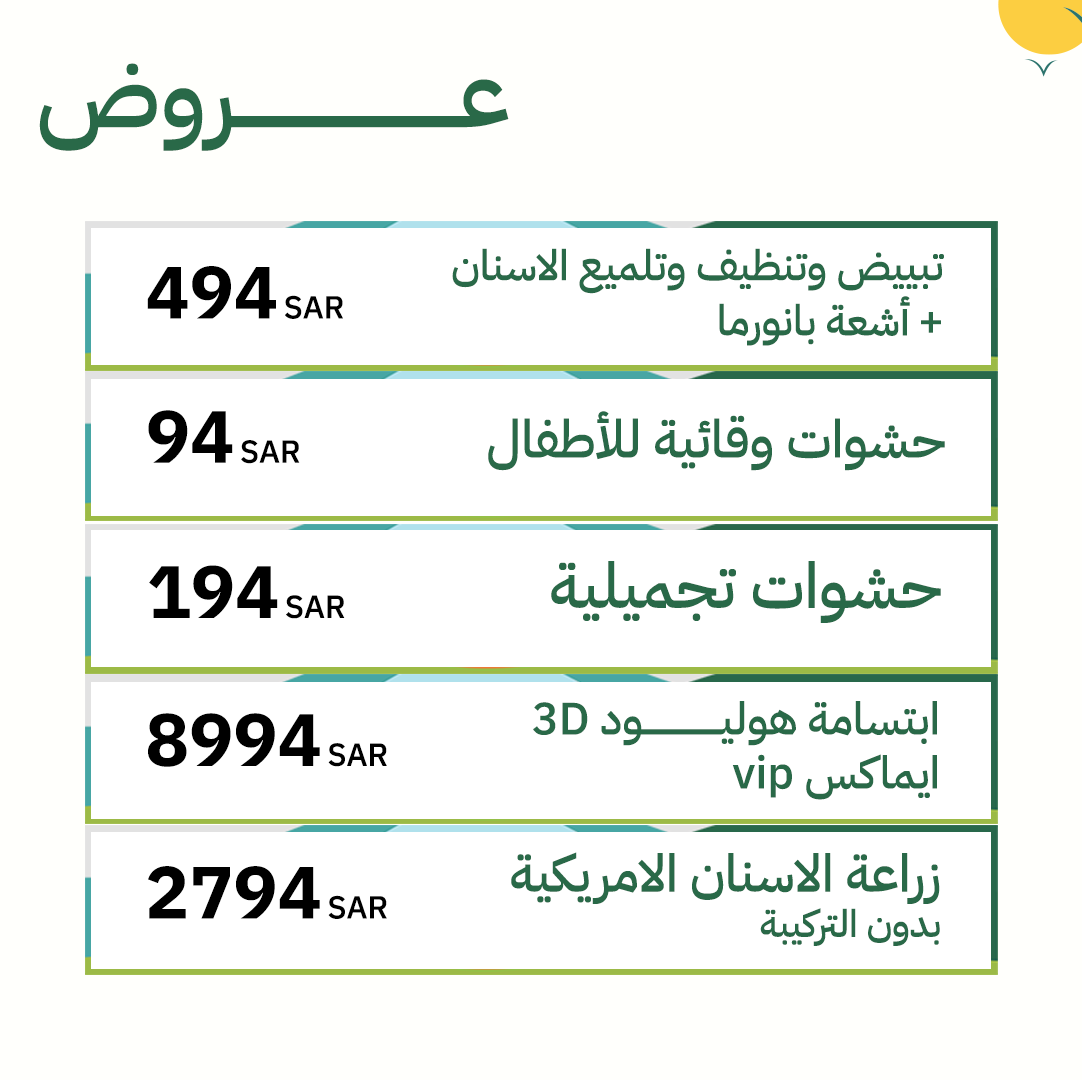 عروض
تبييض وتنظيف وتلميع الاسنان
+ أشعة بانورما
494 SAR
حشوات وقائية للأطفال
94 SAR
حشوات تجميلية
194 SAR
ابتسامة هوليـــــود 3D
ايماكس vip
8994 SAR
زراعة الاسنان الامريكية
بدون التركيبة
2794 SAR